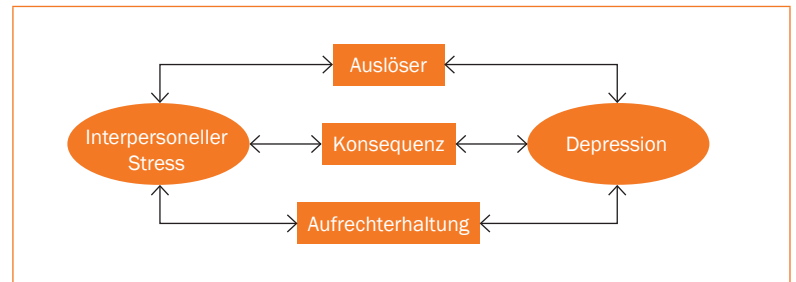 Auslöser
Interpersoneller
Stress
Konsequenz
Depression
Aufrechterhaltung